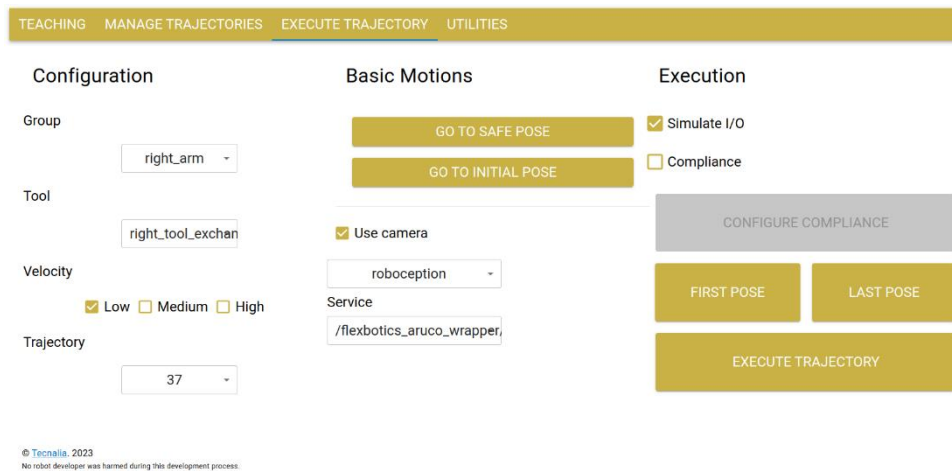 TEACHING MANAGE TRAJECTORIES EXECUTE TRAJECTORY UTILITIES
Configuration
Group
right_arm
Tool
right_tool_exchan
Velocity
Low Medium High
Trajectory
37
Basic Motions
GO TO SAFE POSE
GO TO INITIAL POSE
Use camera
roboception
Service
/flexbotics_aruco_wrapper/
Execution
Simulate I/O
Compliance
CONFIGURE COMPLIANCE
FIRST POSE LAST POSE
EXECUTE TRAJECTORY
© Tecnalia, 2023
No robot developer was harmed during this development process.